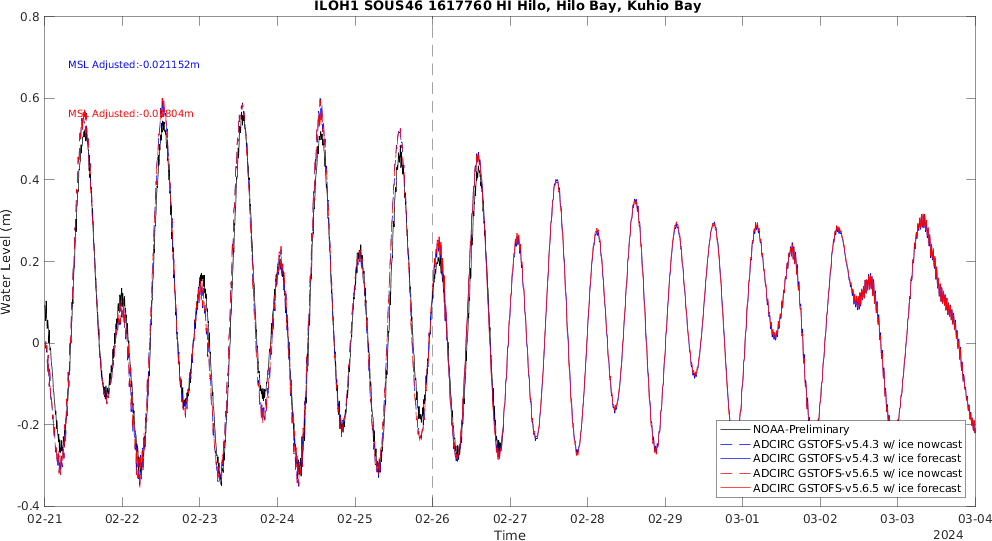 ILOH1 SOUS46 1617760 HI Hilo, Hilo Bay, Kuhio Bay
0.8
0.6
0.4
0.2
0
-0.2
-0.4
Water Level (m)
MSL Adjusted:-0.021152m
MSL
02-21
02-22
02-23
02-24
02-25
02-26
02-27
02-28
02-29
03-01
03-02
03-03
03-04
Time
2024
NOAA-Preliminary
ADCIRC GSTOFS-v5.4.3 w/ ice nowcast
ADCIRC GSTOFS-v5.4.3 w/ ice forecast
ADCIRC GSTOFS-v5.6.5 w/ ice nowcast
ADCIRC GSTOFS-v5.6.5 w/ ice forecast